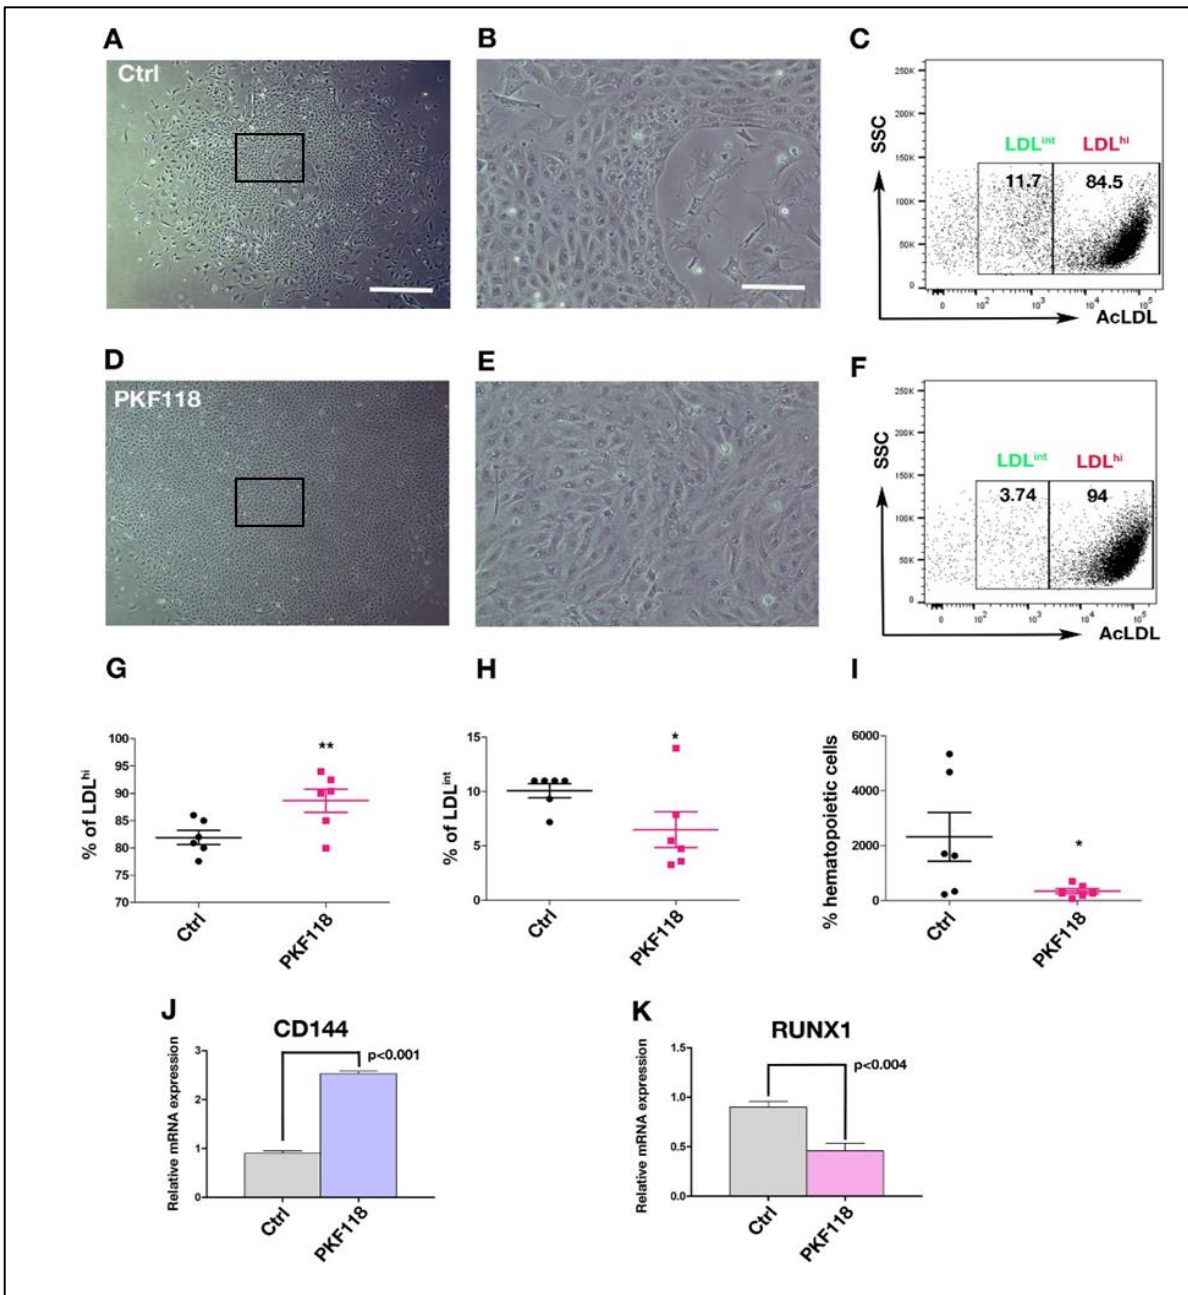 A
B
C
Ctrl
SSC
250K
200K
150K
100K
50K
0
LDLint
LDLhi
11.7
84.5
0
10²
10³
10⁴
10⁵
AcLDL
D
E
F
PKF118
SSC
250K
200K
150K
100K
50K
0
LDLint
LDLhi
3.74
94
0
10²
10³
10⁴
10⁵
AcLDL
G
H
I
% of LDLhi
100
95
90
85
80
75
70
**
Ctrl
PKF118
% of LDLint
15
10
5
0
*
Ctrl
PKF118
% hematopoietic cells
6000
4000
2000
0
*
Ctrl
PKF118
J
CD144
Relative mRNA expression
3
2
1
0
p<0.001
Ctrl
PKF118
K
RUNX1
Relative mRNA expression
1.5
1.0
0.5
0.0
p<0.004
Ctrl
PKF118